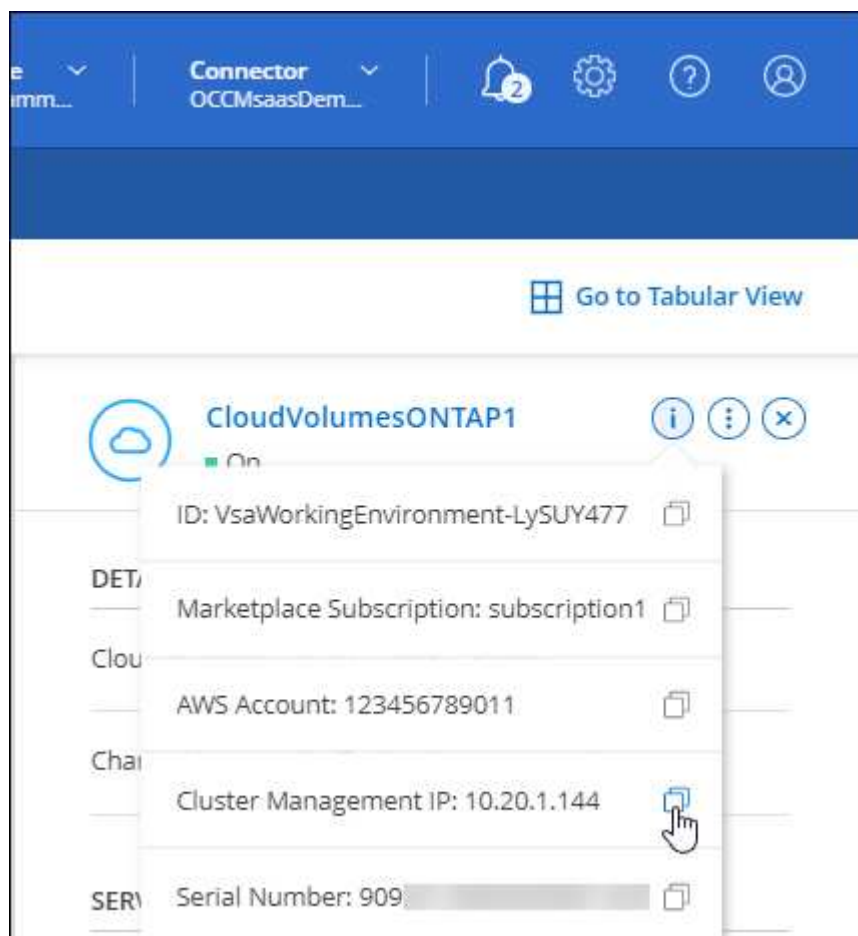 Connector
OCCMsaasDem...
2
Go to Tabular View
CloudVolumesONTAP1
On
ID: VsaWorkingEnvironment-LySUY477
Marketplace Subscription: subscription1
AWS Account: 123456789011
Cluster Management IP: 10.20.1.144
Serial Number: 909